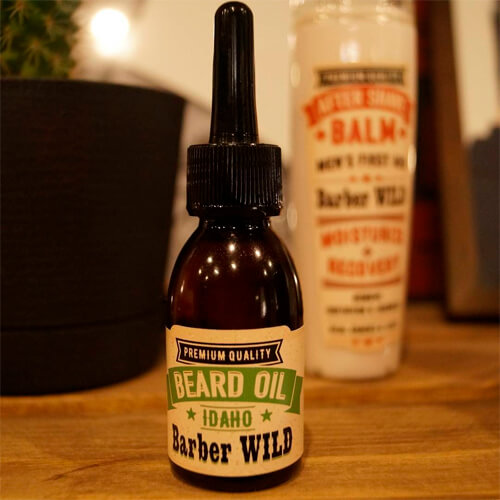 PREMIUM QUALITY
BEARD OIL
IDAHO
Barber WILD
AFTER SHAVE
BALM
MEN'S FIRST AID
Barber WILD
MOISTURIZE
RECOVERY